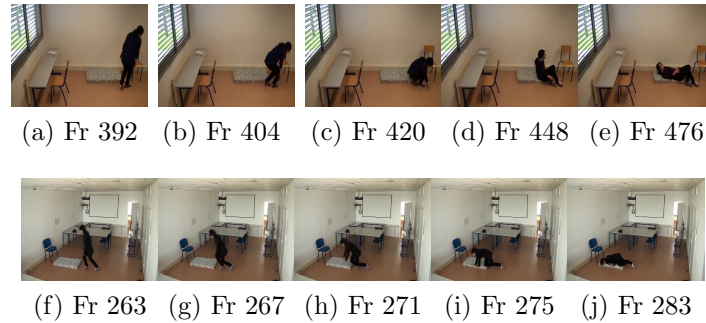 (a) Fr 392 (b) Fr 404 (c) Fr 420 (d) Fr 448 (e) Fr 476
(f) Fr 263 (g) Fr 267 (h) Fr 271 (i) Fr 275 (j) Fr 283